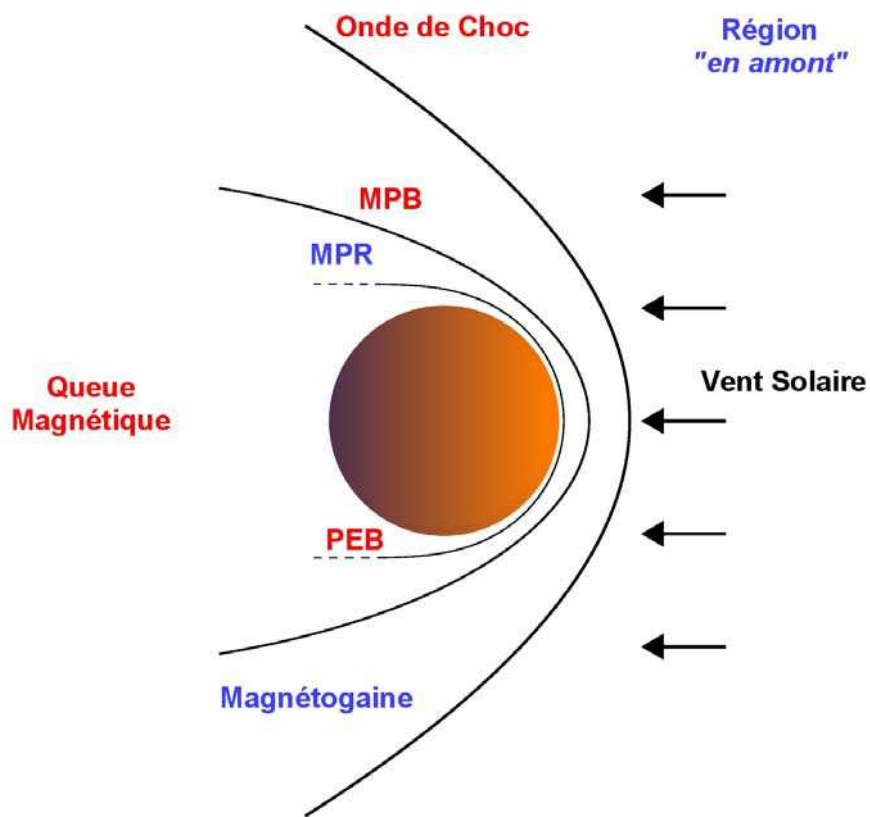 Onde de Choc
Région
"en amont"
MPB
MPR
Vent Solaire
Queue
Magnétique
PEB
Magnétogaine